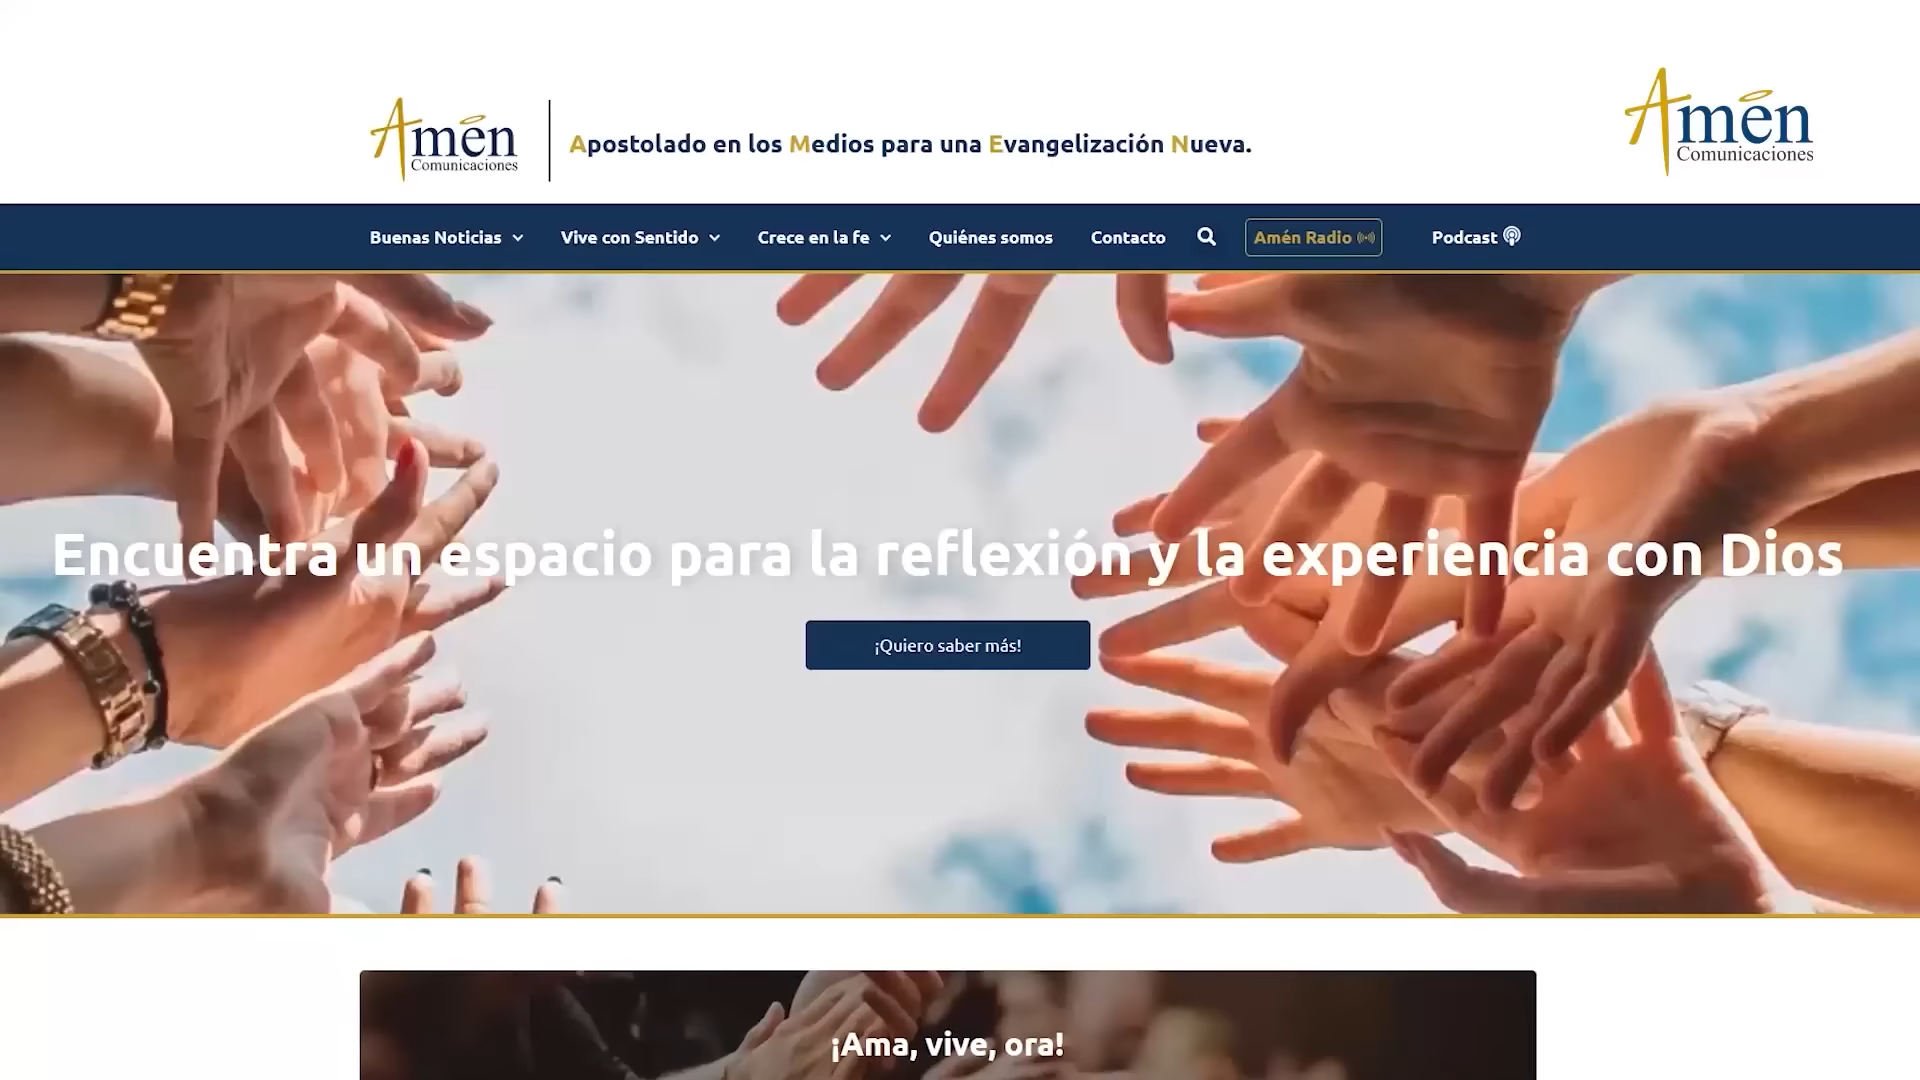 Amén
Comunicaciones
Apostolado en los Medios para una Evangelización Nueva.
Amén
Comunicaciones
Buenas Noticias
Vive con Sentido
Crece en la fe
Quiénes somos
Contacto
Amén Radio
Podcast
Encuentra un espacio para la reflexión y la experiencia con Dios
¡Quiero saber más!
¡Ama, vive, ora!